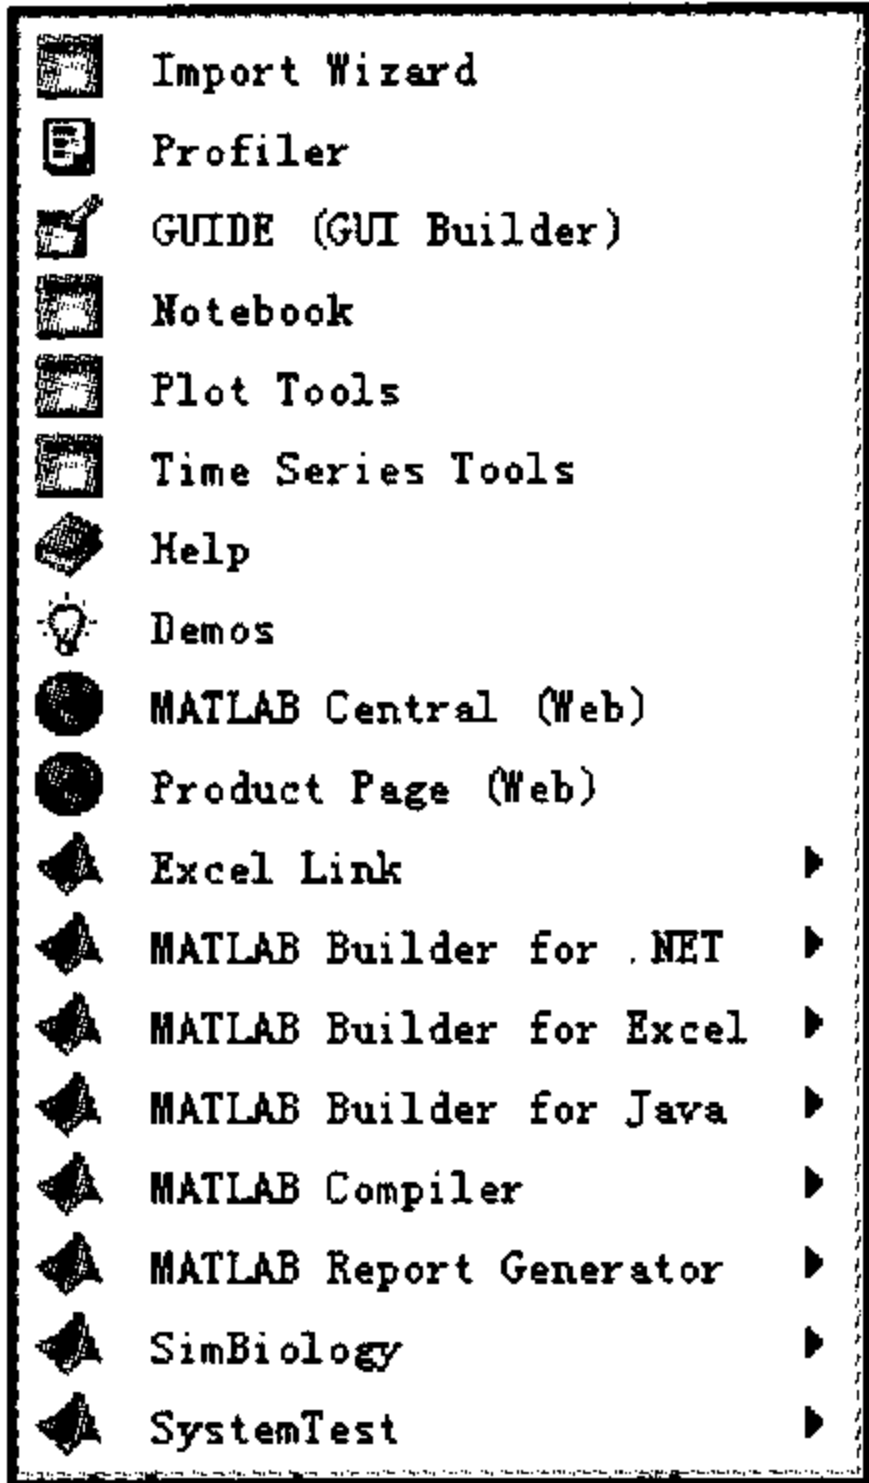 Import Wizard
Profiler
GUIDE (GUI Builder)
Notebook
Plot Tools
Time Series Tools
Help
Demos
MATLAB Central (Web)
Product Page (Web)
Excel Link
MATLAB Builder for .NET
MATLAB Builder for Excel
MATLAB Builder for Java
MATLAB Compiler
MATLAB Report Generator
SimBiology
SystemTest